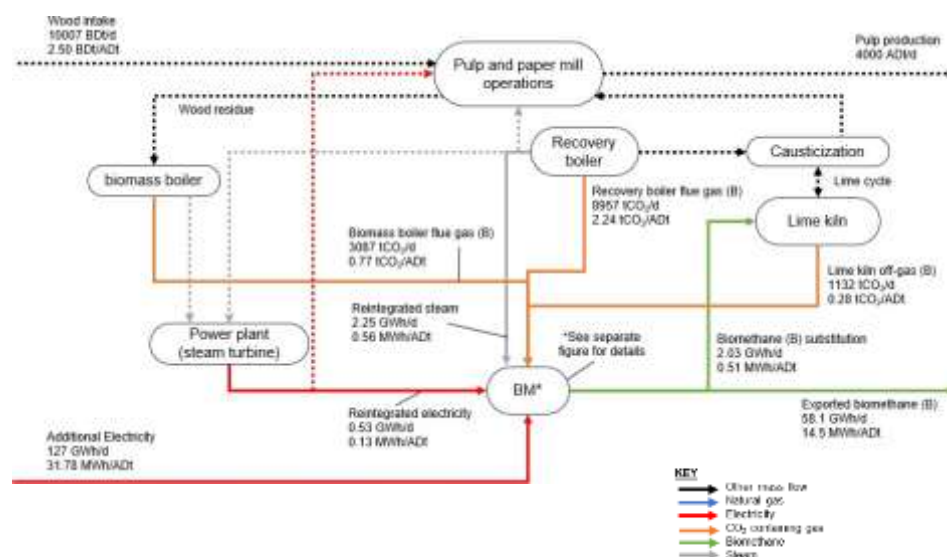 Wood intake
10007 BDt/d
2.50 BDt/ADt
Pulp and paper mill
operations
Pulp production
4000 ADt/d
Wood residue
biomass boiler
Recovery
boiler
Causticization
Lime cycle
Recovery boiler flue gas (B)
8957 tCO₂/d
2.24 tCO₂/ADt
Lime kiln
Biomass boiler flue gas (B)
3087 tCO₂/d
0.77 tCO₂/ADt
Lime kiln off-gas (B)
1132 tCO₂/d
0.28 tCO₂/ADt
Reintegrated steam
2.25 GWh/d
0.56 MWh/ADt
Power plant
(steam turbine)
*See separate
figure for details
Biomethane (B) substitution
2.03 GWh/d
0.51 MWh/ADt
BM*
Reintegrated electricity
0.53 GWh/d
0.13 MWh/ADt
Exported biomethane (B)
58.1 GWh/d
14.5 MWh/ADt
Additional Electricity
127 GWh/d
31.78 MWh/ADt
KEY
Other mass flow
Natural gas
Electricity
CO₂ containing gas
Biomethane
Steam